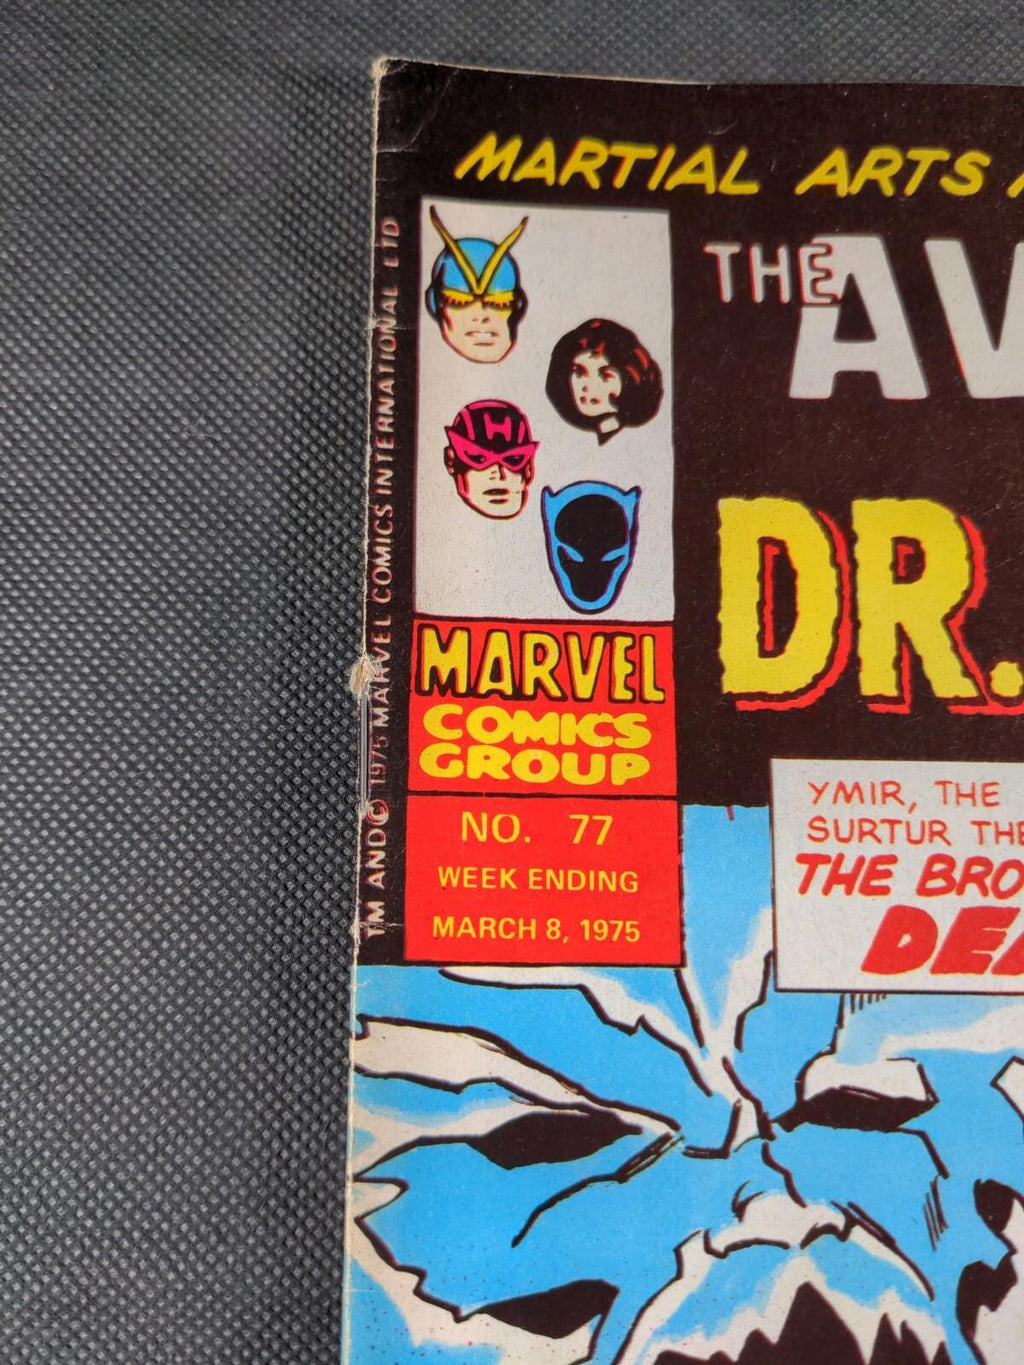 MARTIAL ARTS
THE AV
DR.
MARVEL
COMICS
GROUP
NO. 77
WEEK ENDING
MARCH 8, 1975
YMIR, THE
SURTUR THE
THE BRO
DEA
TM AND © 1975 MARVEL COMICS INTERNATIONAL LTD
H